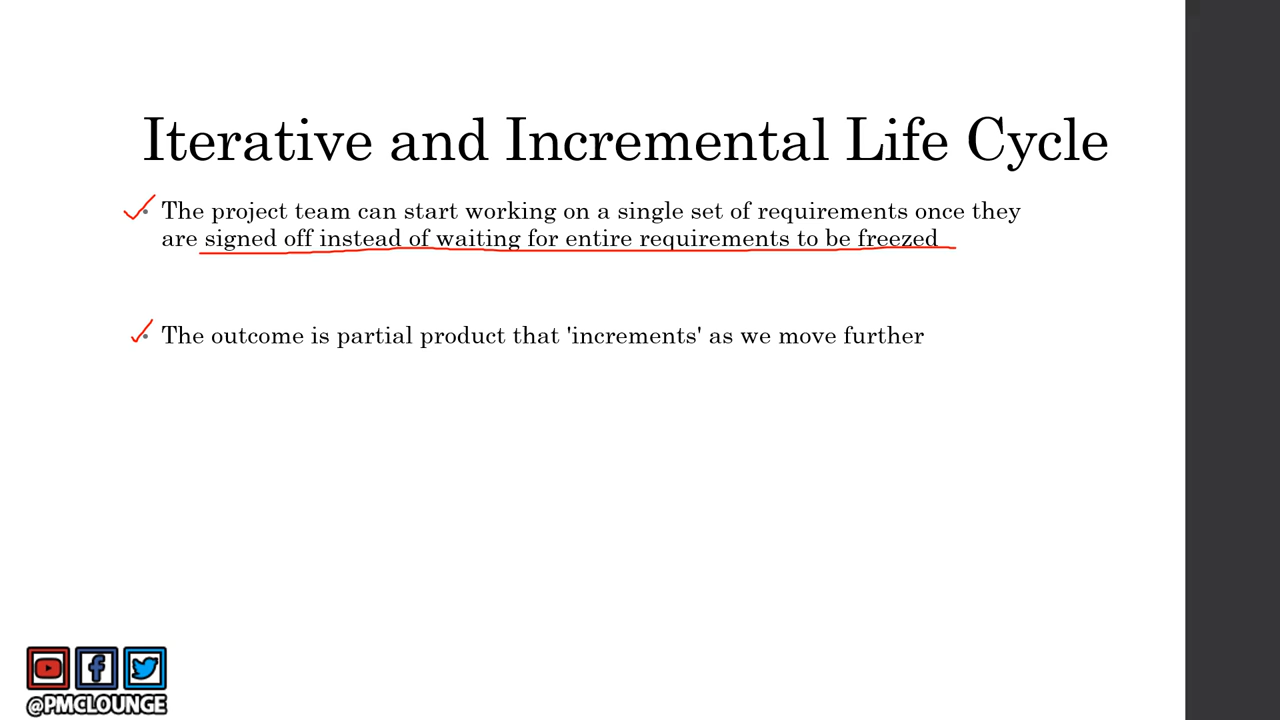 Iterative and Incremental Life Cycle
The project team can start working on a single set of requirements once they
are signed off instead of waiting for entire requirements to be freezed
The outcome is partial product that 'increments' as we move further
@PMCLOUNGE